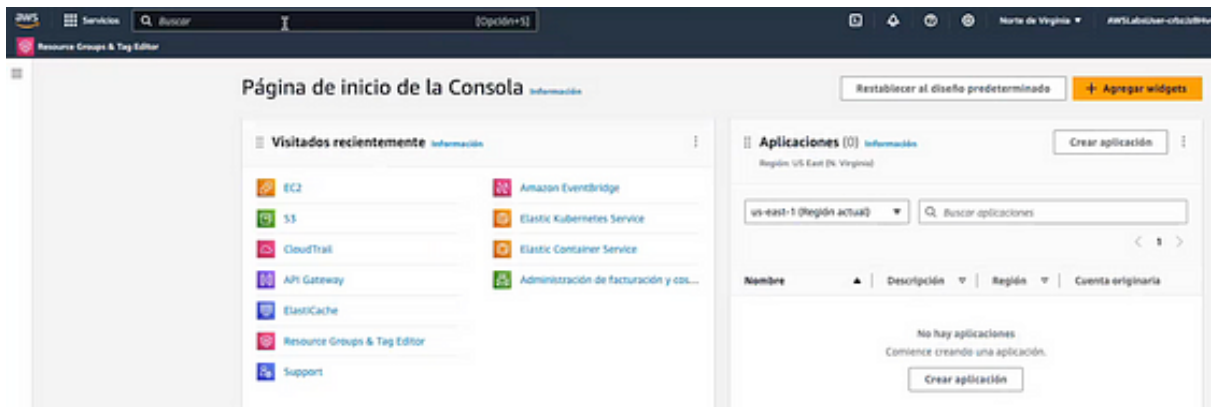 aws Servicios Buscar [Opción+S] Norte de Virginia
Resource Groups & Tag Editor
Página de inicio de la Consola Información
Restablecer al diseño predeterminado
+ Agregar widgets
Visitados recientemente Información
EC2
S3
CloudTrail
API Gateway
ElastiCache
Resource Groups & Tag Editor
Support
Amazon EventBridge
Elastic Kubernetes Service
Elastic Container Service
Administración de facturación y cos...
Aplicaciones (0) Información
Crear aplicación
Región: US East (N. Virginia)
us-east-1 (Región actual)
Buscar aplicaciones
1
Nombre Descripción Región Cuenta originaria
No hay aplicaciones
Comience creando una aplicación.
Crear aplicación